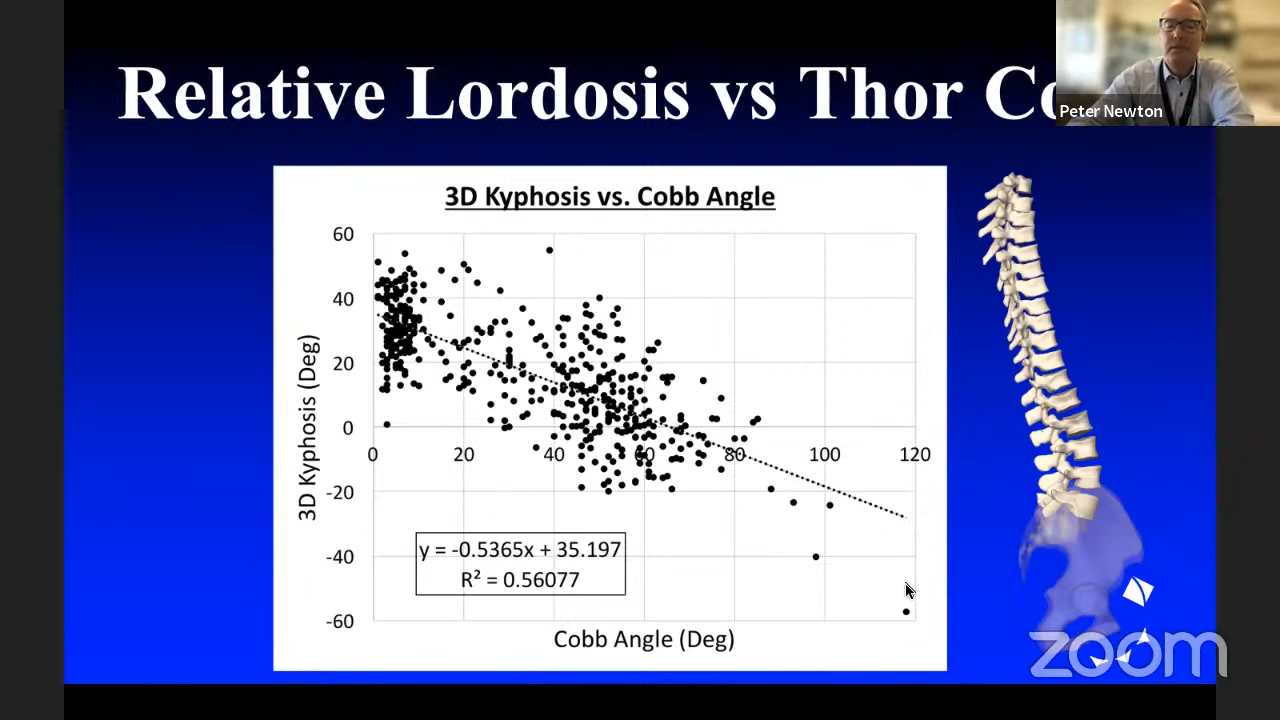 Relative Lordosis vs Thor
Peter Newton
3D Kyphosis vs. Cobb Angle
60
40
20
0
-20
-40
-60
3D Kyphosis (Deg)
0 20 40 60 80 100 120
y = -0.5365x + 35.197
R² = 0.56077
Cobb Angle (Deg)
zoom